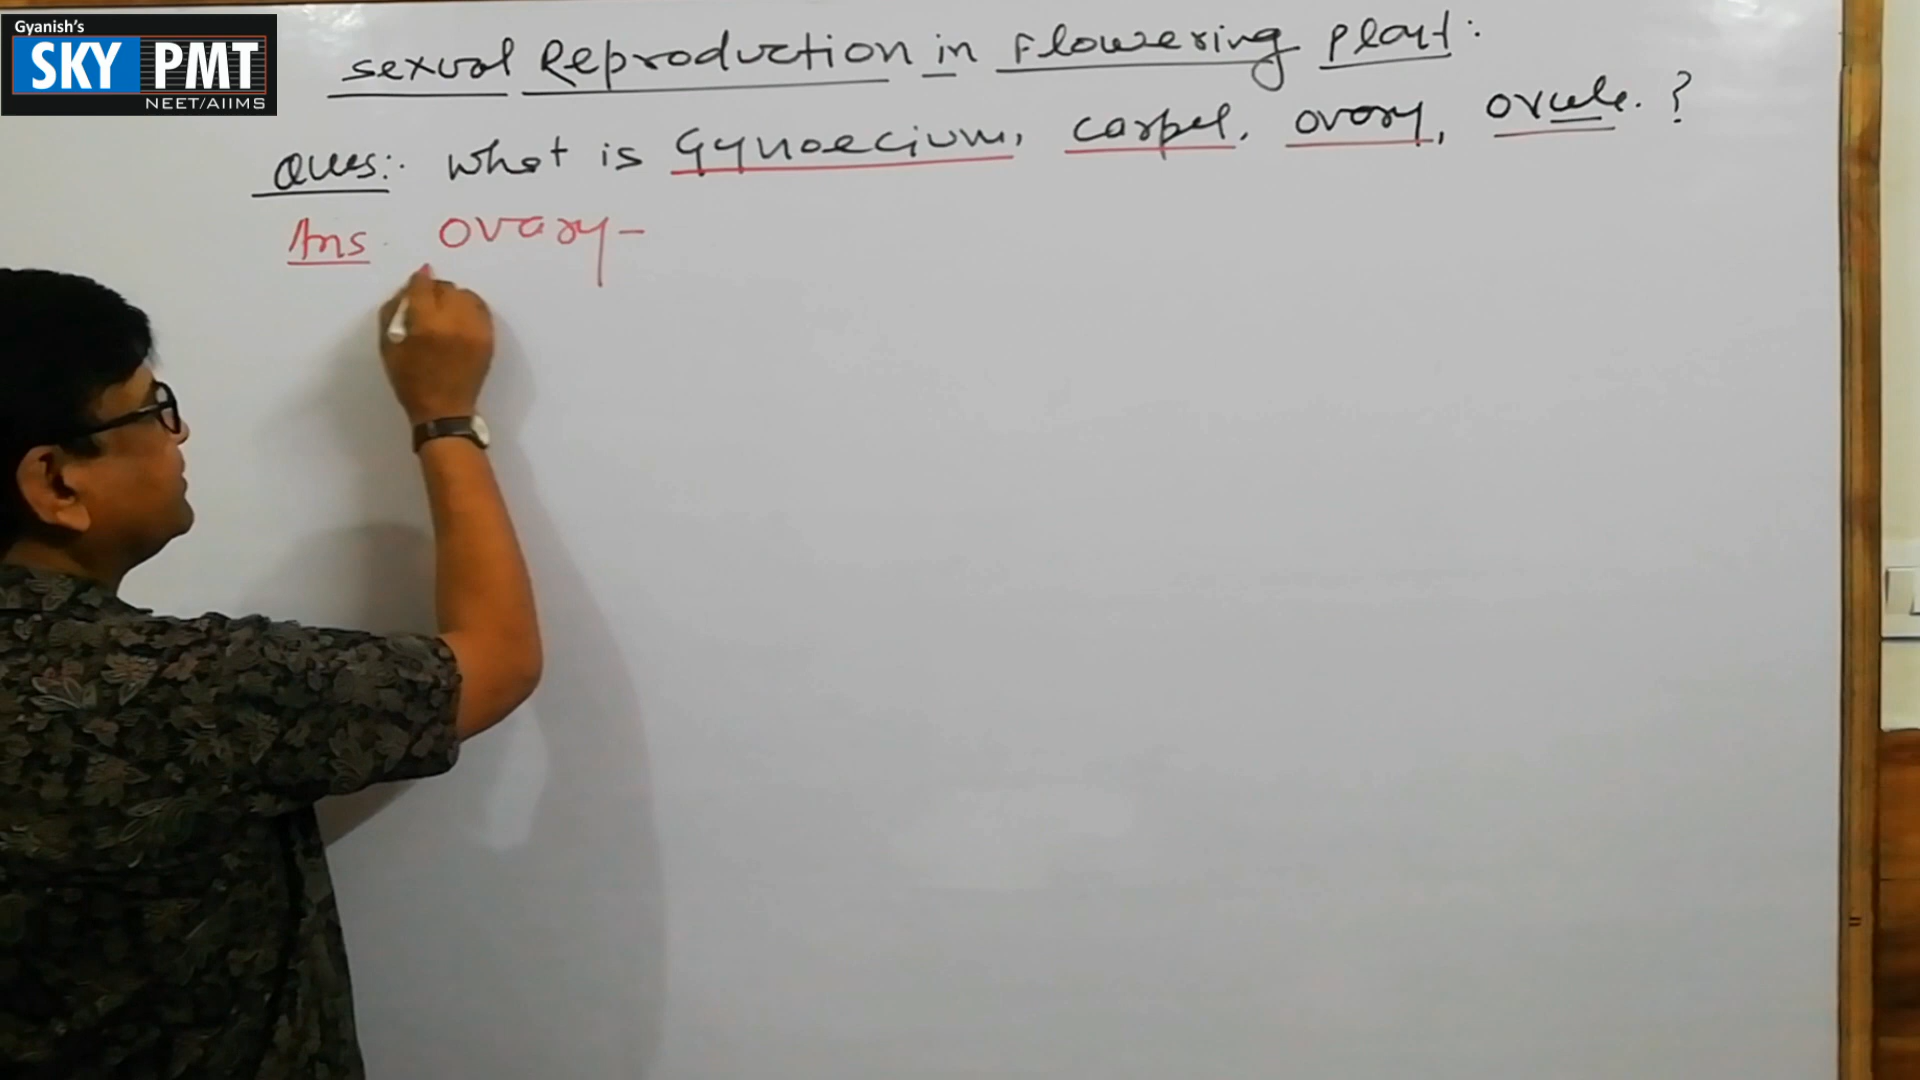 Gyanish's
SKY PMT
NEET/AIIMS
Sexual Reproduction in Flowering Plant:
Ques:- What is Gynoecium, carpel, ovary, ovule. ?
Ans. Ovary-